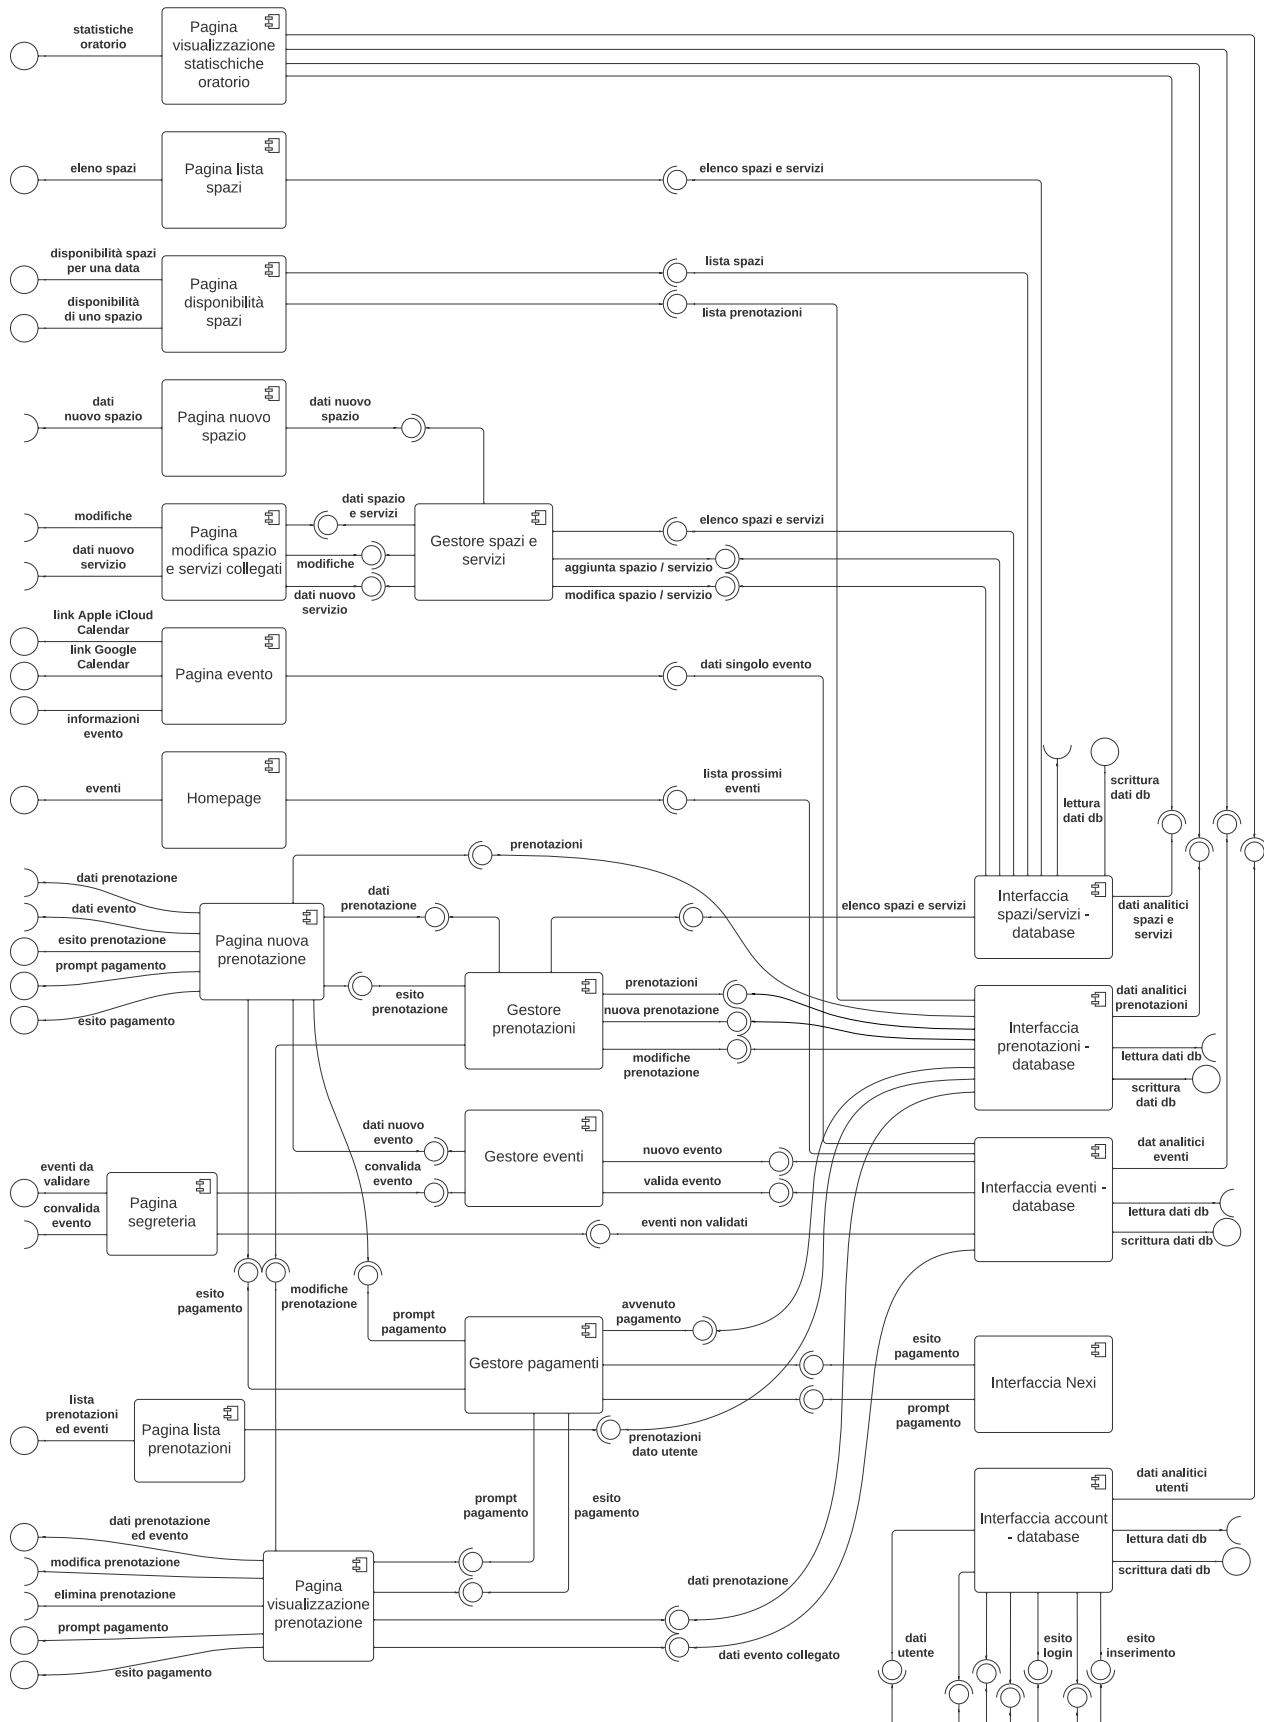 statistiche
oratorio
Pagina
visualizzazione
statischiche
oratorio
eleno spazi
Pagina lista
spazi
elenco spazi e servizi
disponibilità spazi
per una data
disponibilità
di uno spazio
Pagina
disponibilità
spazi
lista spazi
lista prenotazioni
dati
nuovo spazio
Pagina nuovo
spazio
dati nuovo
spazio
modifiche
dati nuovo
servizio
Pagina
modifica spazio
e servizi collegati
dati spazio
e servizi
modifiche
dati nuovo
servizio
Gestore spazi e
servizi
elenco spazi e servizi
aggiunta spazio / servizio
modifica spazio / servizio
link Apple iCloud
Calendar
link Google
Calendar
informazioni
evento
Pagina evento
dati singolo evento
eventi
Homepage
lista prossimi
eventi
lettura
dati db
scrittura
dati db
prenotazioni
dati prenotazione
dati evento
esito prenotazione
prompt pagamento
esito pagamento
Pagina nuova
prenotazione
dati
prenotazione
esito
prenotazione
elenco spazi e servizi
Interfaccia
spazi/servizi -
database
dati analitici
spazi e
servizi
Gestore
prenotazioni
prenotazioni
nuova prenotazione
modifiche
prenotazione
Interfaccia
prenotazioni -
database
dati analitici
prenotazioni
lettura dati db
scrittura
dati db
dati nuovo
evento
convalida
evento
Gestore eventi
nuovo evento
valida evento
Interfaccia eventi -
database
dat analitici
eventi
lettura dati db
scrittura dati db
eventi da
validare
convalida
evento
Pagina
segreteria
eventi non validati
esito
pagamento
modifiche
prenotazione
prompt
pagamento
Gestore pagamenti
avvenuto
pagamento
esito
pagamento
prompt
pagamento
Interfaccia Nexi
lista
prenotazioni
ed eventi
Pagina lista
prenotazioni
prenotazioni
dato utente
prompt
pagamento
esito
pagamento
Interfaccia account
- database
dati analitici
utenti
lettura dati db
scrittura dati db
dati prenotazione
ed evento
modifica prenotazione
elimina prenotazione
prompt pagamento
esito pagamento
Pagina
visualizzazione
prenotazione
dati prenotazione
dati evento collegato
dati
utente
esito
login
esito
inserimento